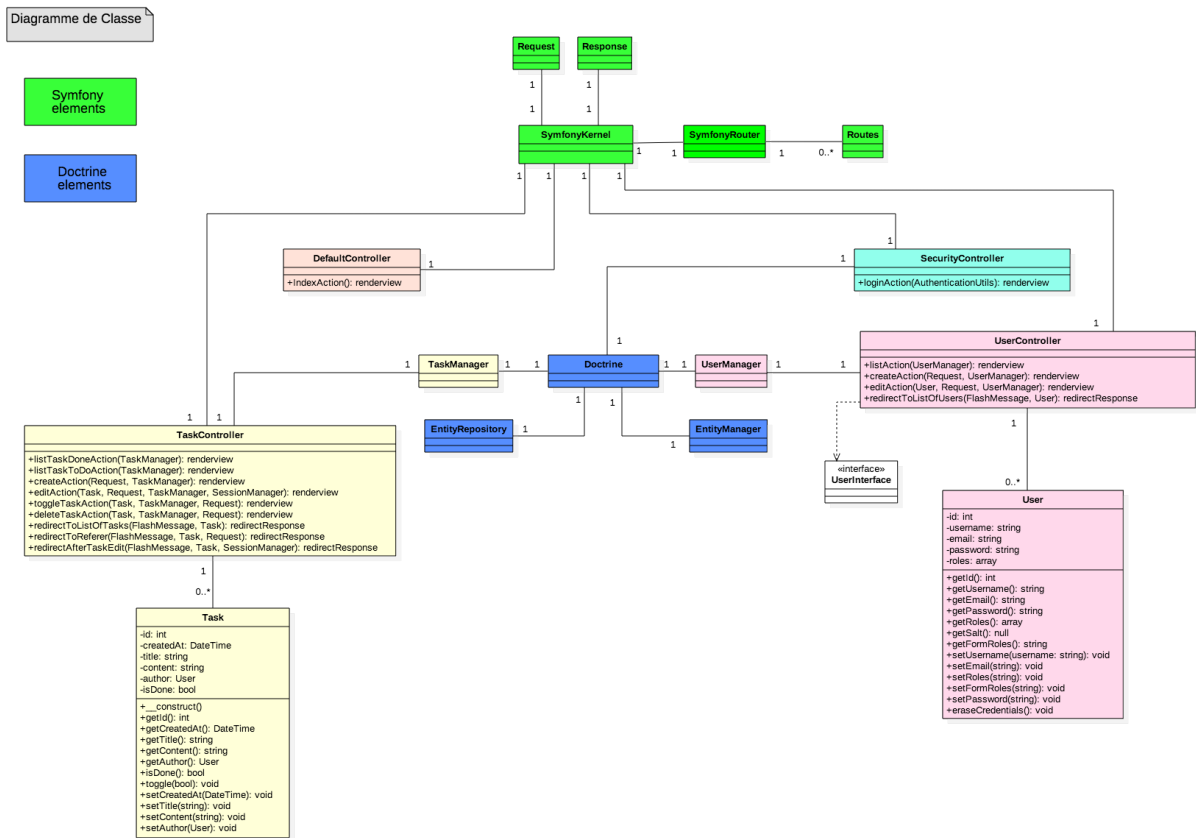 Diagramme de Classe
Symfony
elements
Doctrine
elements
Request
Response
1
1
1
1
SymfonyKernel
1
1
SymfonyRouter
1
0..*
Routes
1
1
1
1
DefaultController
+IndexAction(): renderview
1
1
1
SecurityController
+loginAction(AuthenticationUtils): renderview
1
1
UserController
+listAction(UserManager): renderview
+createAction(Request, UserManager): renderview
+editAction(User, Request, UserManager): renderview
+redirectToListOfUsers(FlashMessage, User): redirectResponse
1
TaskManager
1
1
Doctrine
1
1
UserManager
1
1
1
1
EntityRepository
1
1
EntityManager
1
1
TaskController
+listTaskDoneAction(TaskManager): renderview
+listTaskToDoAction(TaskManager): renderview
+createAction(Request, TaskManager): renderview
+editAction(Task, Request, TaskManager, SessionManager): renderview
+toggleTaskAction(Task, TaskManager, Request): renderview
+deleteTaskAction(Task, TaskManager, Request): renderview
+redirectToListOfTasks(FlashMessage, Task): redirectResponse
+redirectToReferer(FlashMessage, Task, Request): redirectResponse
+redirectAfterTaskEdit(FlashMessage, Task, SessionManager): redirectResponse
«interface»
UserInterface
1
0..*
User
-id: int
-username: string
-email: string
-password: string
-roles: array
+getId(): int
+getUsername(): string
+getEmail(): string
+getPassword(): string
+getRoles(): array
+getSalt(): null
+getFormRoles(): string
+setUsername(username: string): void
+setEmail(string): void
+setRoles(string): void
+setFormRoles(string): void
+setPassword(string): void
+eraseCredentials(): void
1
0..*
Task
-id: int
-createdAt: DateTime
-title: string
-content: string
-author: User
-isDone: bool
+__construct()
+getId(): int
+getCreatedAt(): DateTime
+getTitle(): string
+getContent(): string
+getAuthor(): User
+isDone(): bool
+toggle(bool): void
+setCreatedAt(DateTime): void
+setTitle(string): void
+setContent(string): void
+setAuthor(User): void